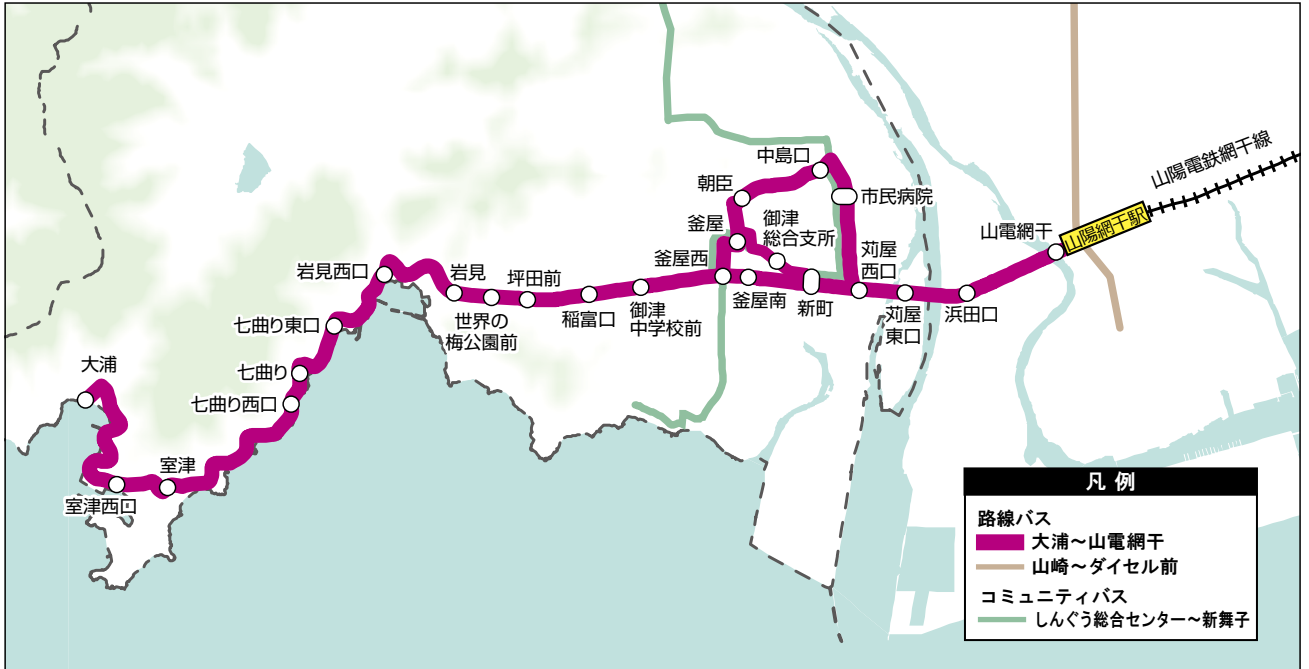 中島口
山陽電鉄網干線
朝臣
市民病院
御津
総合支所
釜屋
山陽網干駅
山電網干
苅屋
西口
釜屋西
岩見西口
岩見
坪田前
世界の
梅公園前
稲富口
御津
中学校前
釜屋南
新町
苅屋
東口
浜田口
七曲り東口
七曲り
七曲り西口
大浦
室津
室津西口
凡例
路線バス
大浦～山電網干
山崎～ダイセル前
コミュニティバス
しんぐう総合センター～新舞子